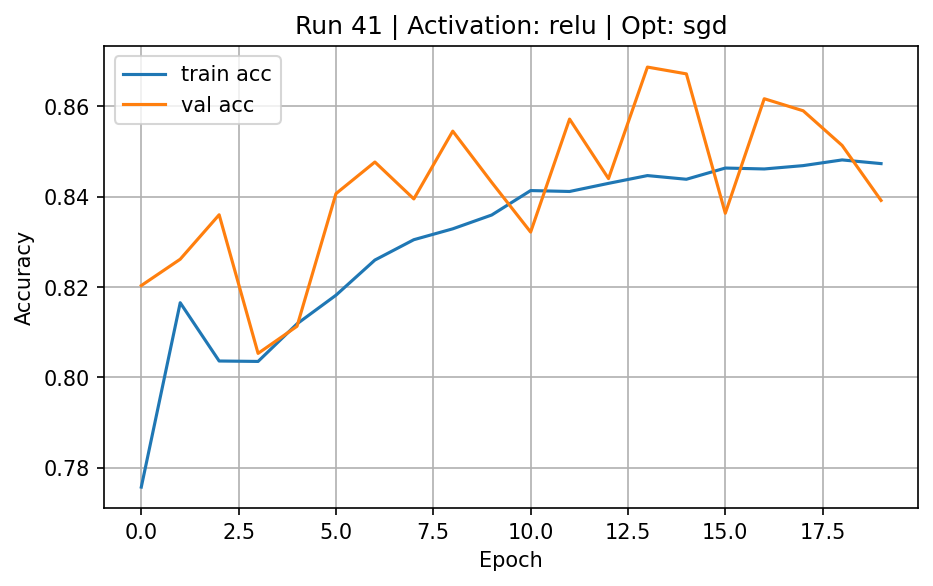 Run 41 | Activation: relu | Opt: sgd
train acc
val acc
0.86
0.84
0.82
0.80
0.78
Accuracy
0.0 2.5 5.0 7.5 10.0 12.5 15.0 17.5
Epoch